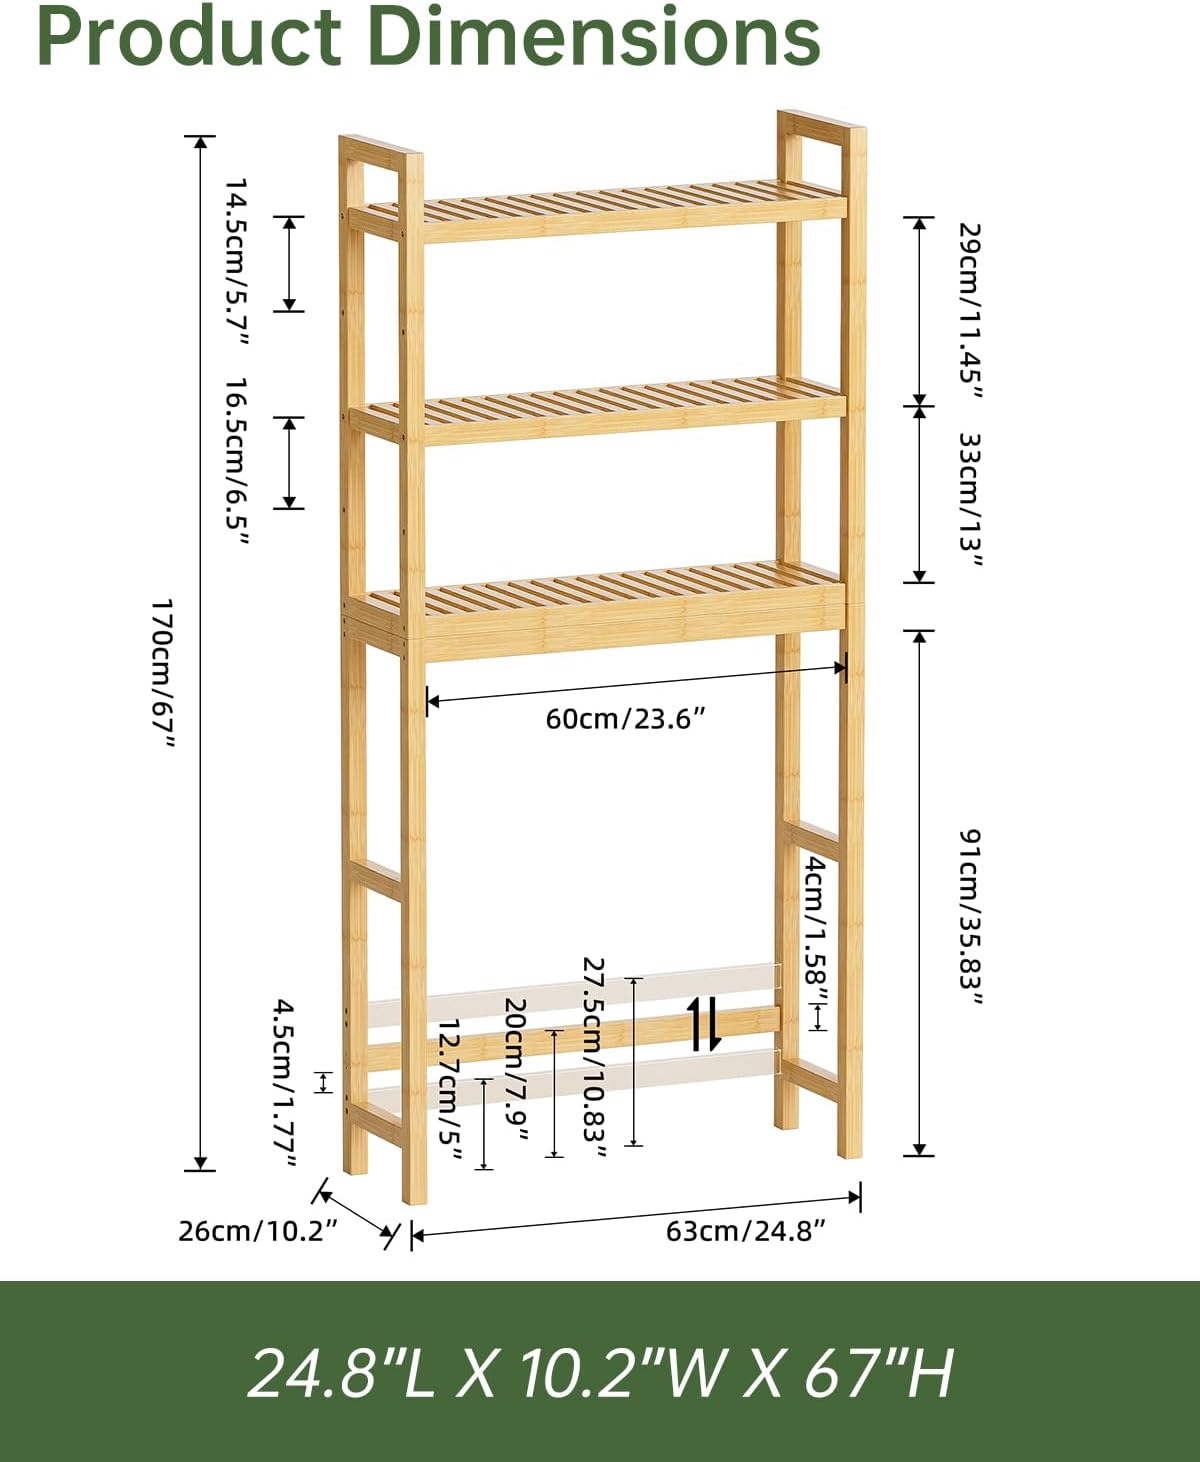 Product Dimensions
14.5cm/5.7"
29cm/11.45"
16.5cm/6.5"
33cm/13"
170cm/67"
60cm/23.6"
91cm/35.83"
4cm/1.58"
27.5cm/10.83"
20cm/7.9"
12.7cm/5"
4.5cm/1.77"
26cm/10.2"
63cm/24.8"
24.8"L X 10.2"W X 67"H